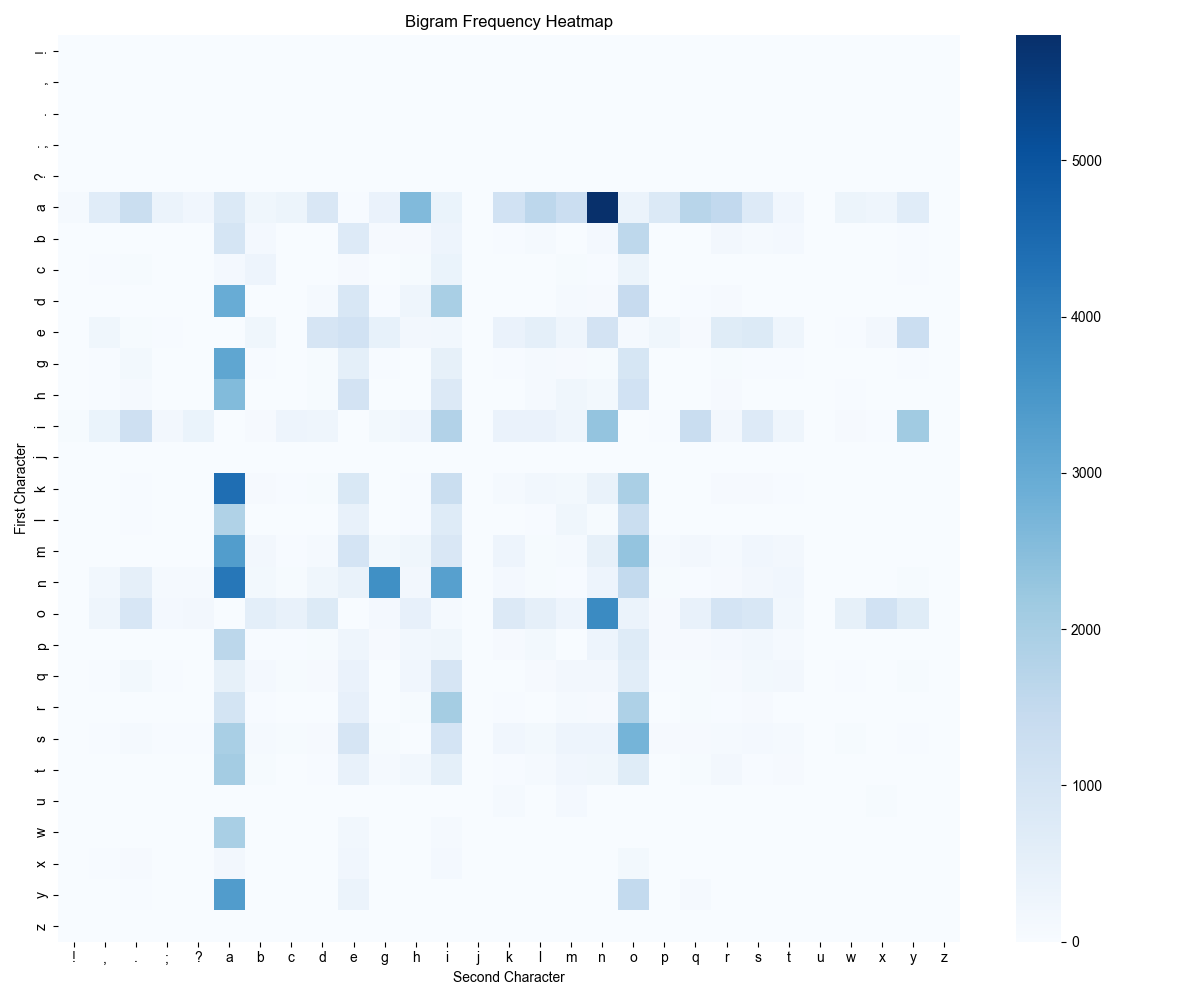 Bigram Frequency Heatmap
First Character
!
,
.
;
?
a
b
c
d
e
g
h
i
j
k
l
m
n
o
p
q
r
s
t
u
w
x
y
z
! , . ; ? a b c d e g h i j k l m n o p q r s t u w x y z
Second Character
5000
4000
3000
2000
1000
0